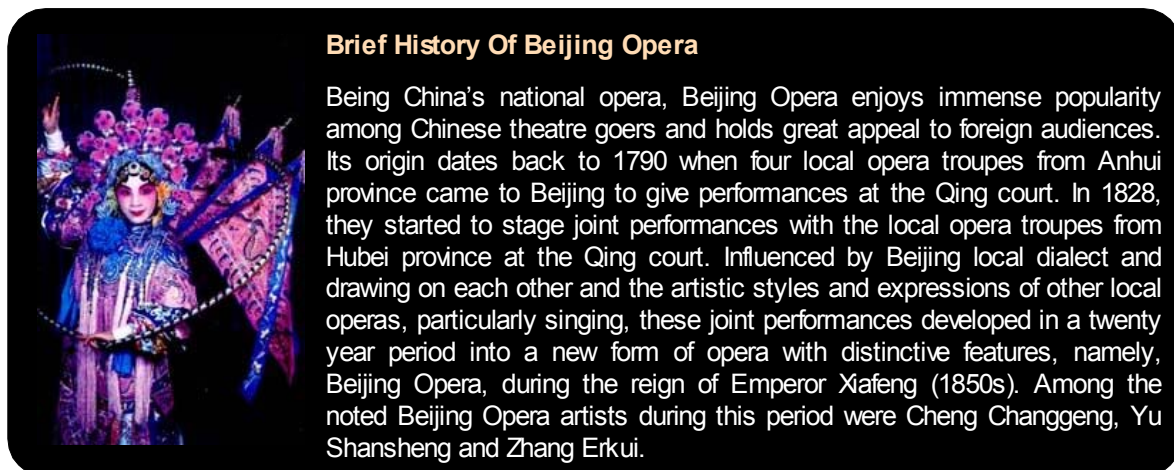 Brief History Of Beijing Opera
Being China's national opera, Beijing Opera enjoys immense popularity
among Chinese theatre goers and holds great appeal to foreign audiences.
Its origin dates back to 1790 when four local opera troupes from Anhui
province came to Beijing to give performances at the Qing court. In 1828,
they started to stage joint performances with the local opera troupes from
Hubei province at the Qing court. Influenced by Beijing local dialect and
drawing on each other and the artistic styles and expressions of other local
operas, particularly singing, these joint performances developed in a twenty
year period into a new form of opera with distinctive features, namely,
Beijing Opera, during the reign of Emperor Xiafeng (1850s). Among the
noted Beijing Opera artists during this period were Cheng Changgeng, Yu
Shansheng and Zhang Erkui.